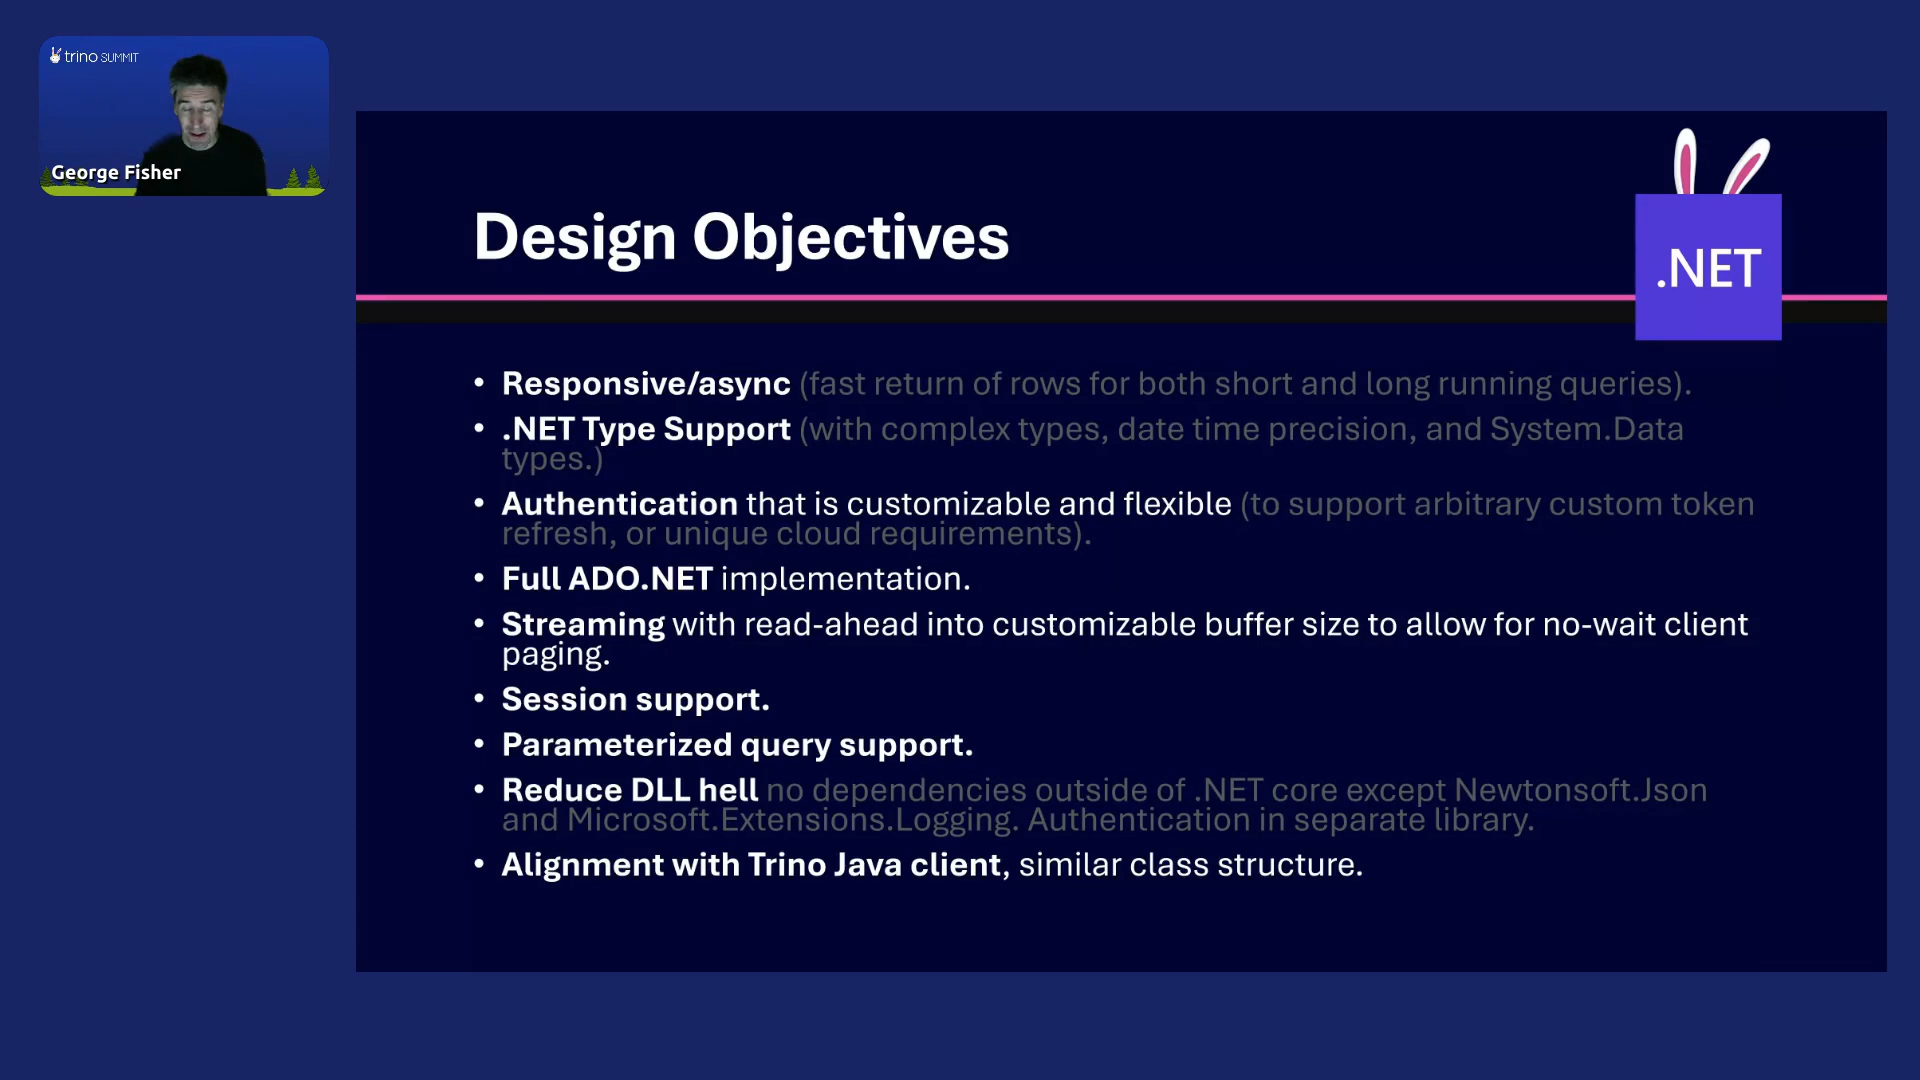 trino SUMMIT
George Fisher
.NET
Design Objectives
• Responsive/async (fast return of rows for both short and long running queries).
• .NET Type Support (with complex types, date time precision, and System.Data
types.)
• Authentication that is customizable and flexible (to support arbitrary custom token
refresh, or unique cloud requirements).
• Full ADO.NET implementation.
• Streaming with read-ahead into customizable buffer size to allow for no-wait client
paging.
• Session support.
• Parameterized query support.
• Reduce DLL hell no dependencies outside of .NET core except Newtonsoft.Json
and Microsoft.Extensions.Logging. Authentication in separate library.
• Alignment with Trino Java client, similar class structure.